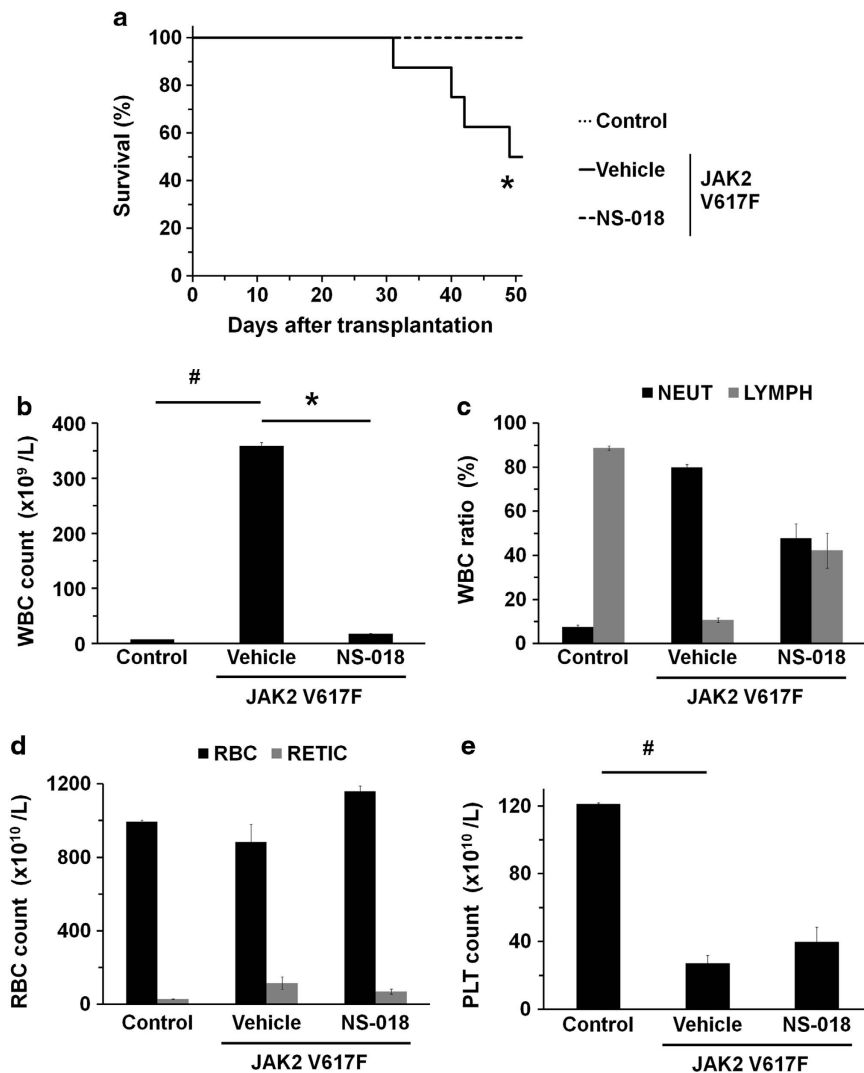 a
100
80
60
40
20
0
Survival (%)
*
0 10 20 30 40 50
Days after transplantation
Control
Vehicle
NS-018
JAK2
V617F
b
#
*
400
300
200
100
0
WBC count (x10⁹ /L)
Control Vehicle NS-018
JAK2 V617F
c
NEUT LYMPH
100
80
60
40
20
0
WBC ratio (%)
Control Vehicle NS-018
JAK2 V617F
d
RBC RETIC
1200
800
400
0
RBC count (x10¹⁰ /L)
Control Vehicle NS-018
JAK2 V617F
e
#
120
80
40
0
PLT count (x10¹⁰ /L)
Control Vehicle NS-018
JAK2 V617F